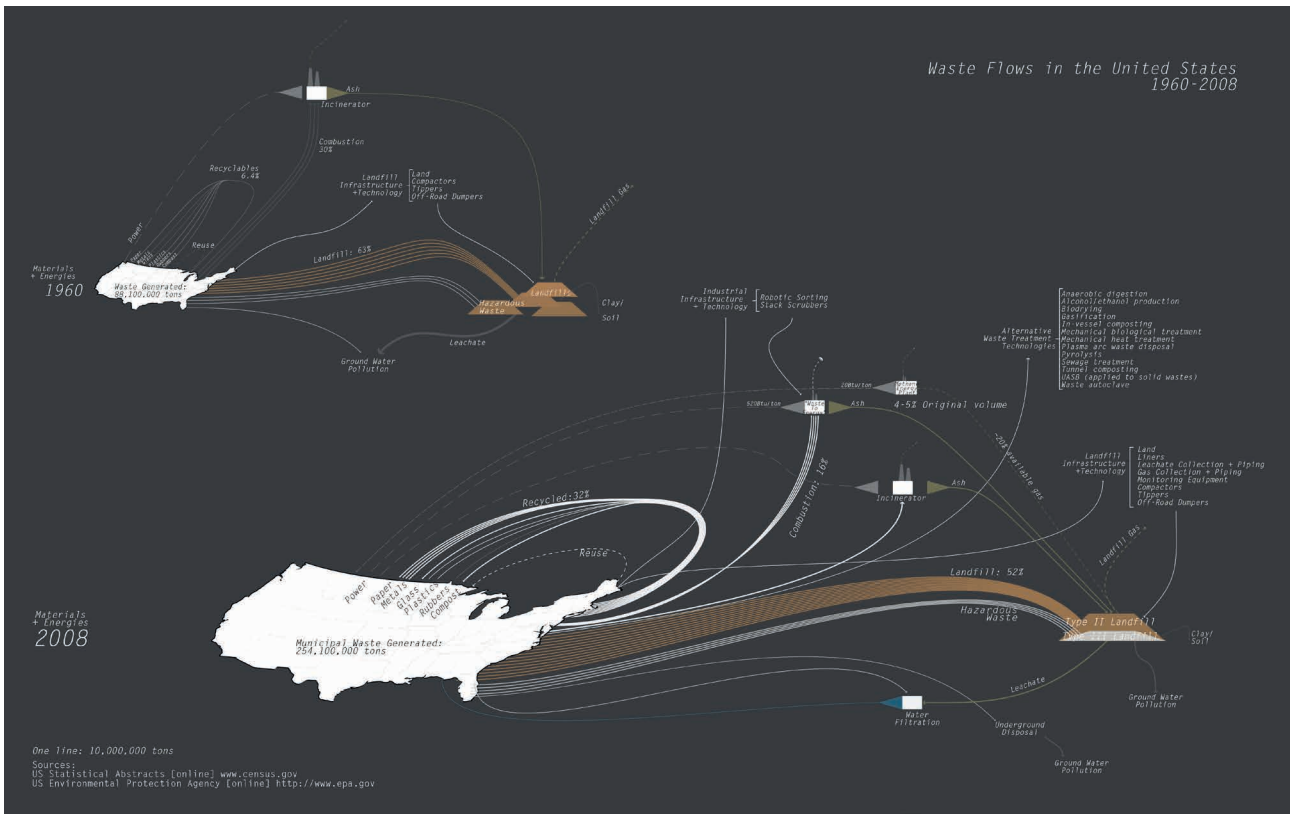 Waste Flows in the United States
1960-2008
Ash
Incinerator
Combustion
30%
Recyclables
6.4%
Landfill
Infrastructure
+Technology
Land
Compactors
Tippers
Off-Road Dumpers
Landfill Gas
Power
Reuse
Landfill: 63%
Materials
+ Energies
1960
Waste Generated:
88,100,000 tons
Hazardous
Waste
Landfills
Clay/
Soil
Leachate
Ground Water
Pollution
Industrial
Infrastructure
+ Technology
Robotic Sorting
Stack Scrubbers
Alternative
Waste Treatment
Technologies
Anaerobic digestion
Alcohol/ethanol production
Biodrying
Gasification
In-vessel composting
Mechanical biological treatment
Mechanical heat treatment
Plasma arc waste disposal
Pyrolysis
Sewage treatment
Tunnel composting
UASB (applied to solid wastes)
Waste autoclave
Ash
4-5% Original volume
~20% available gas
Landfill
Infrastructure
+Technology
Land
Liners
Leachate Collection + Piping
Gas Collection + Piping
Monitoring Equipment
Compactors
Tippers
Off-Road Dumpers
Combustion: 16%
Incinerator
Ash
Recycled:32%
Reuse
Landfill Gas
Power
Paper
Metals
Glass
Plastics
Rubbers
Compost
Landfill: 52%
Hazardous
Waste
Materials
+ Energies
2008
Municipal Waste Generated:
254,100,000 tons
Type II Landfill
Type III Landfill
Clay/
Soil
Leachate
Ground Water
Pollution
Water
Filtration
Underground
Disposal
Ground Water
Pollution
One line: 10,000,000 tons
Sources:
US Statistical Abstracts [online] www.census.gov
US Environmental Protection Agency [online] http://www.epa.gov